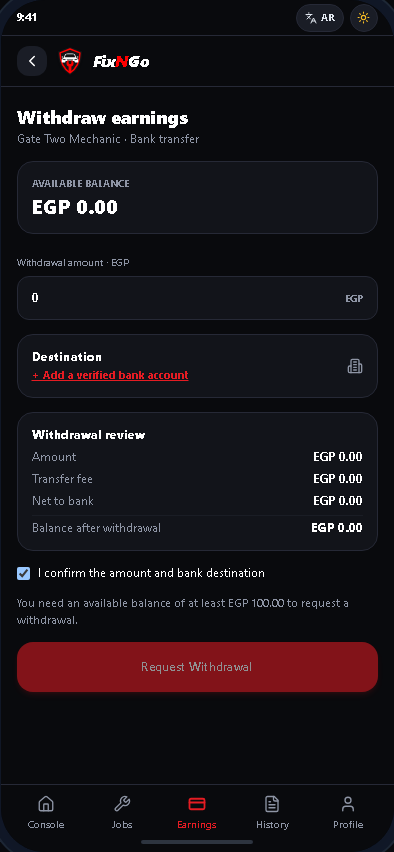 9:41
AR
FixNGo
Withdraw earnings
Gate Two Mechanic · Bank transfer
AVAILABLE BALANCE
EGP 0.00
Withdrawal amount · EGP
0 EGP
Destination
+ Add a verified bank account
Withdrawal review
Amount EGP 0.00
Transfer fee EGP 0.00
Net to bank EGP 0.00
Balance after withdrawal EGP 0.00
I confirm the amount and bank destination
You need an available balance of at least EGP 100.00 to request a
withdrawal.
Request Withdrawal
Console Jobs Earnings History Profile